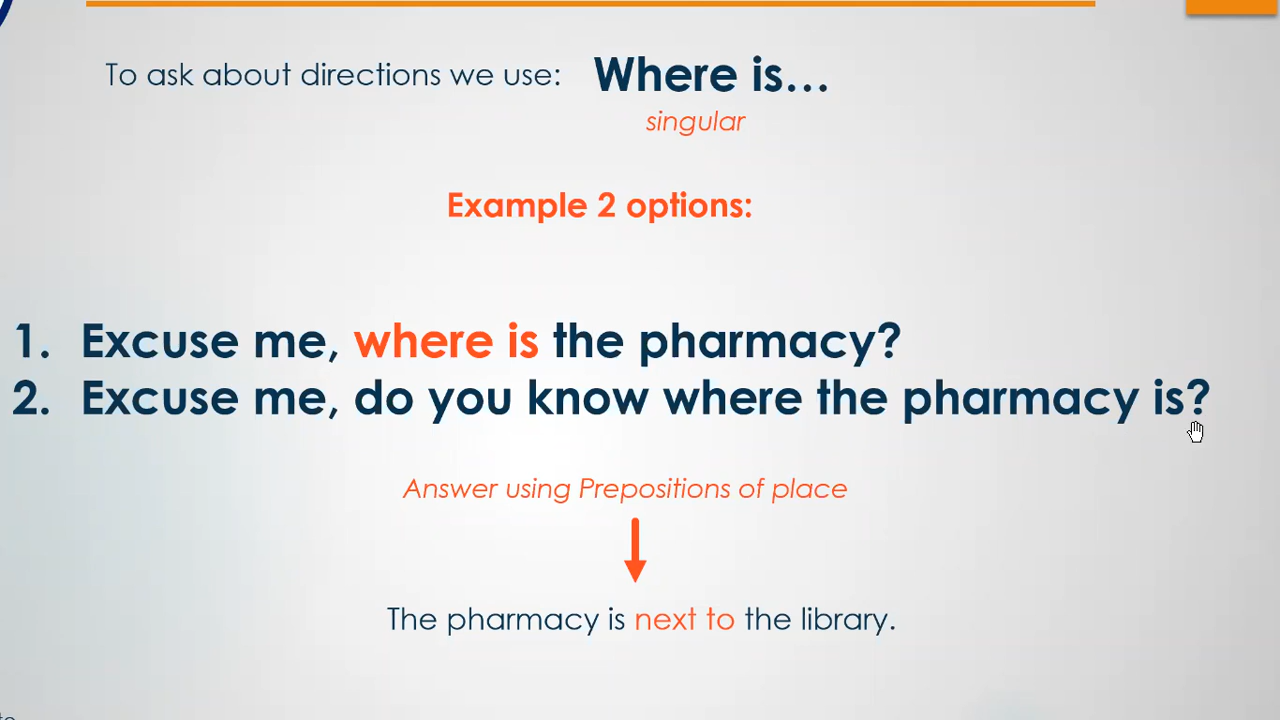 To ask about directions we use: Where is...
singular
Example 2 options:
1. Excuse me, where is the pharmacy?
2. Excuse me, do you know where the pharmacy is?
Answer using Prepositions of place
The pharmacy is next to the library.